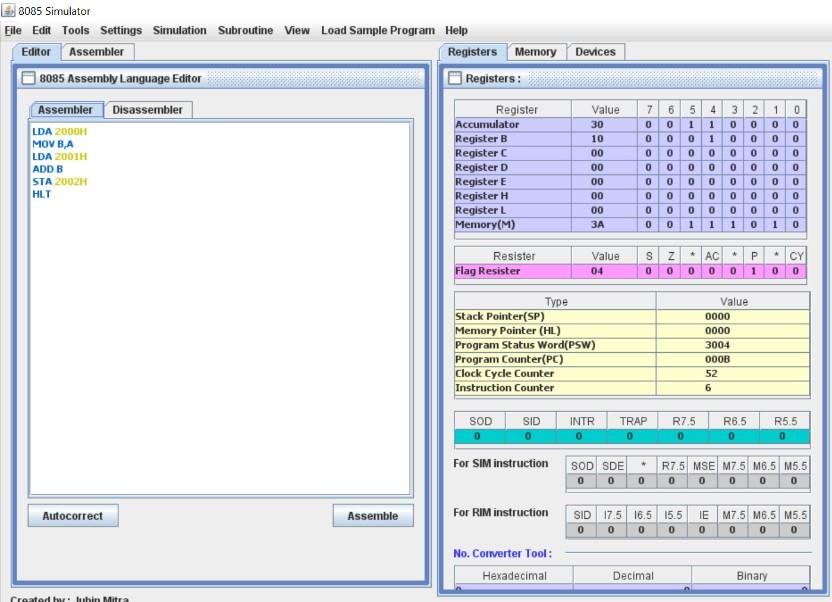 8085 Simulator
File Edit Tools Settings Simulation Subroutine View Load Sample Program Help
Editor Assembler
8085 Assembly Language Editor
Assembler Disassembler
LDA 2000H
MOV B,A
LDA 2001H
ADD B
STA 2002H
HLT
Autocorrect Assemble
Created by : Jubin Mitra
Registers Memory Devices
Registers :
Register Value 7 6 5 4 3 2 1 0
Accumulator 30 0 0 1 1 0 0 0 0
Register B 10 0 0 0 1 0 0 0 0
Register C 00 0 0 0 0 0 0 0 0
Register D 00 0 0 0 0 0 0 0 0
Register E 00 0 0 0 0 0 0 0 0
Register H 00 0 0 0 0 0 0 0 0
Register L 00 0 0 0 0 0 0 0 0
Memory(M) 3A 0 0 1 1 1 0 1 0
Resister Value S Z * AC * P * CY
Flag Resister 04 0 0 0 0 0 1 0 0
Type Value
Stack Pointer(SP) 0000
Memory Pointer (HL) 0000
Program Status Word(PSW) 3004
Program Counter(PC) 000B
Clock Cycle Counter 52
Instruction Counter 6
SOD SID INTR TRAP R7.5 R6.5 R5.5
0 0 0 0 0 0 0
For SIM instruction SOD SDE * R7.5 MSE M7.5 M6.5 M5.5
0 0 0 0 0 0 0 0
For RIM instruction SID I7.5 I6.5 I5.5 IE M7.5 M6.5 M5.5
0 0 0 0 0 0 0 0
No. Converter Tool :
Hexadecimal Decimal Binary
0 0 0